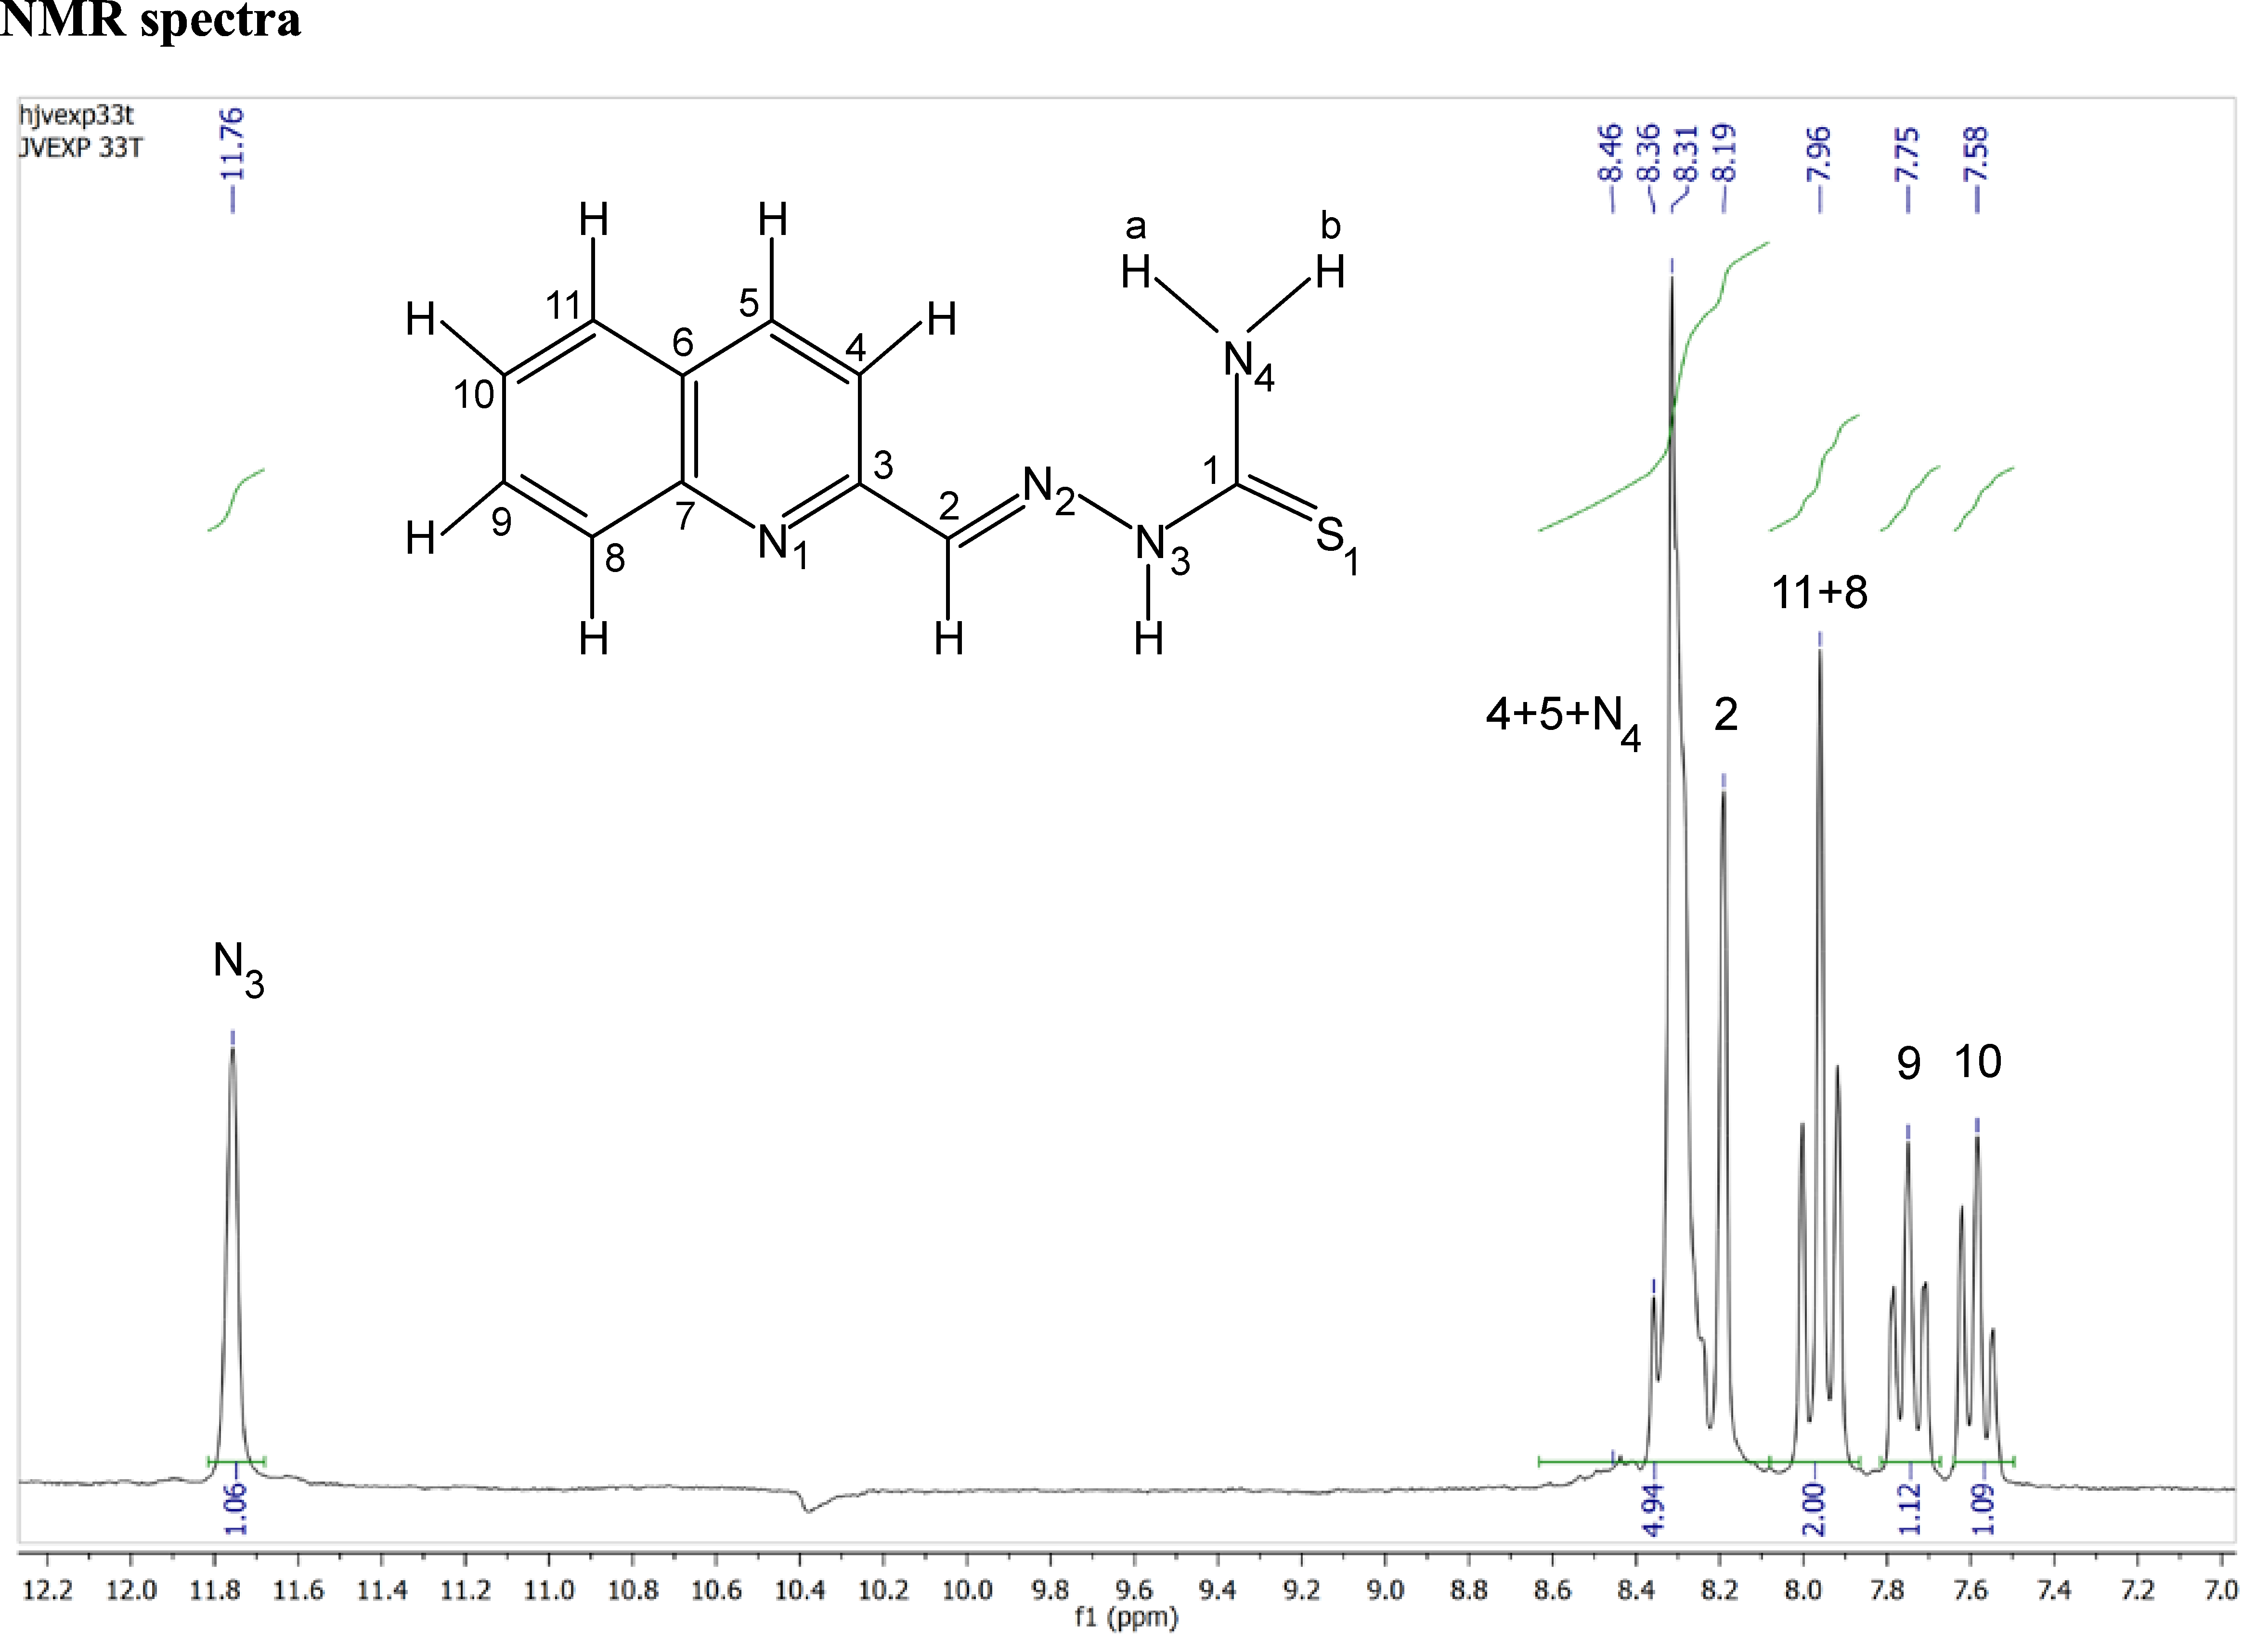 NMR spectra
hjvexp33t
JVEXP 33T
11.76
8.46
8.36
8.31
8.19
7.96
7.75
7.58
H H a b
H H
H 11 5 H
6 4 N4
10
3 1
2 N2
9 7 N1 S1
H 8 N3
H H H
11+8
4+5+N4 2
N3
9 10
1.06 4.94 2.00 1.12 1.09
12.2 12.0 11.8 11.6 11.4 11.2 11.0 10.8 10.6 10.4 10.2 10.0 9.8 9.6 9.4 9.2 9.0 8.8 8.6 8.4 8.2 8.0 7.8 7.6 7.4 7.2 7.0
f1 (ppm)